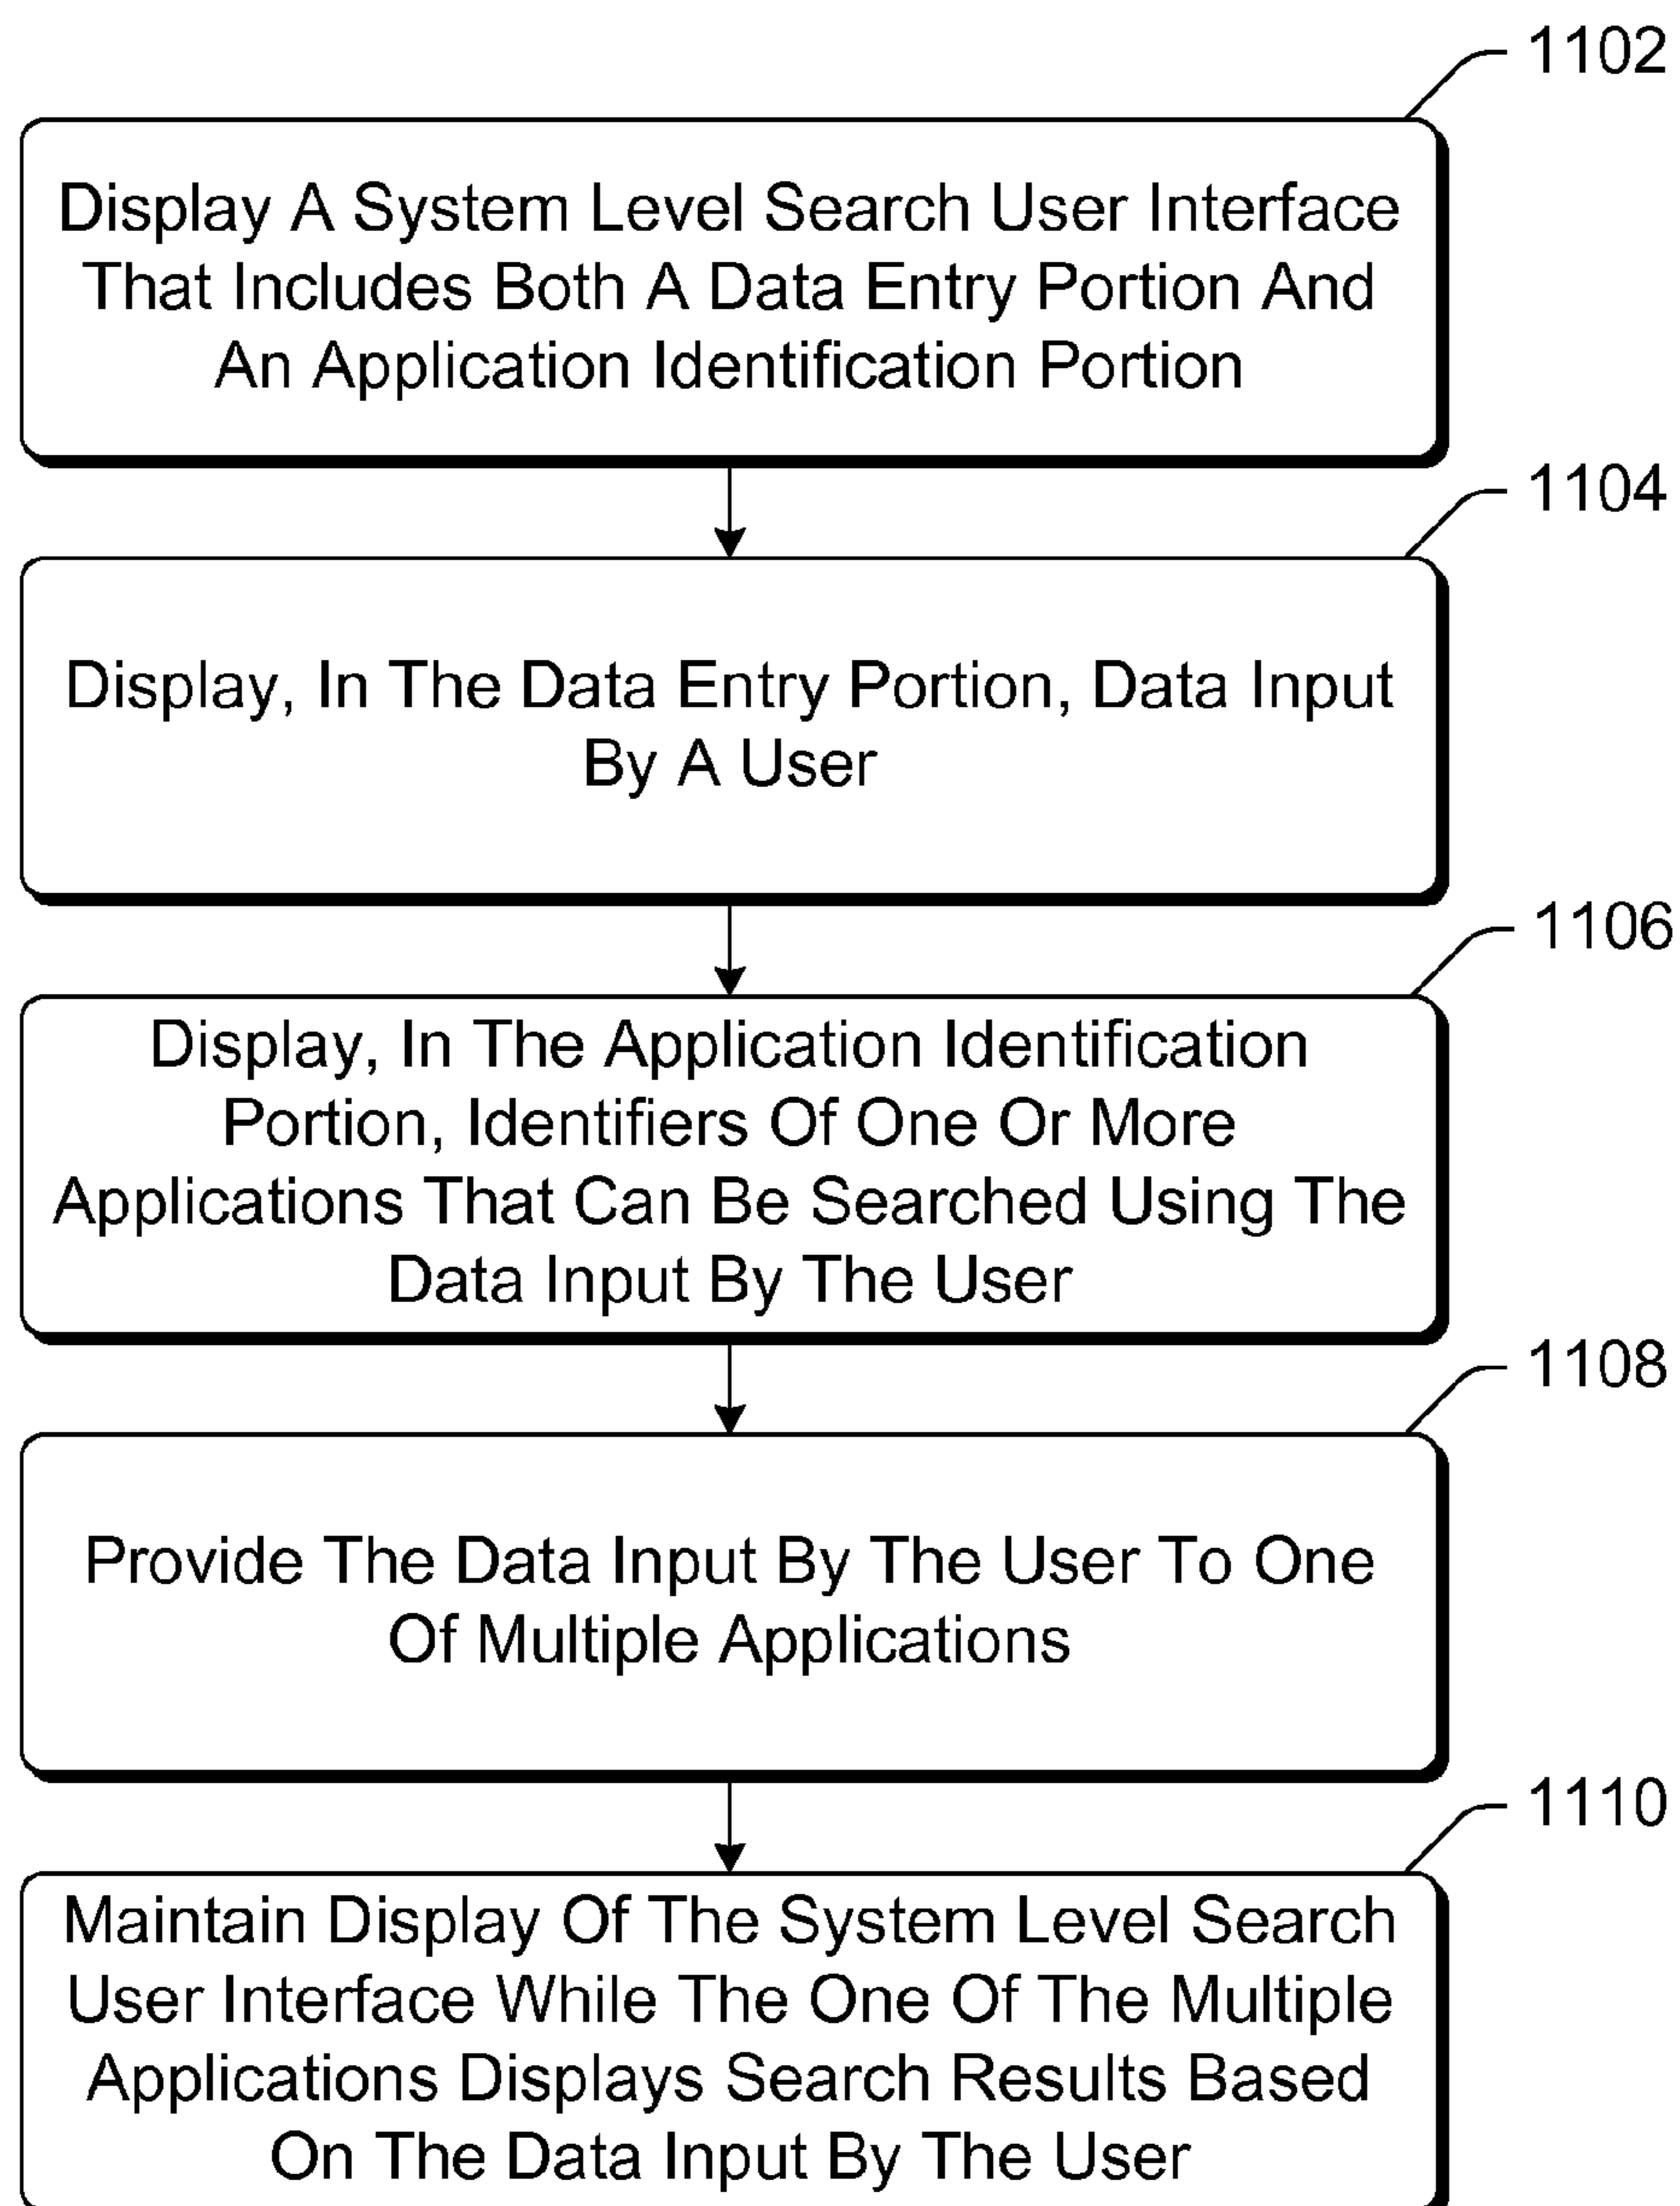 1102
Display A System Level Search User Interface
That Includes Both A Data Entry Portion And
An Application Identification Portion
1104
Display, In The Data Entry Portion, Data Input
By A User
1106
Display, In The Application Identification
Portion, Identifiers Of One Or More
Applications That Can Be Searched Using The
Data Input By The User
1108
Provide The Data Input By The User To One
Of Multiple Applications
1110
Maintain Display Of The System Level Search
User Interface While The One Of The Multiple
Applications Displays Search Results Based
On The Data Input By The User